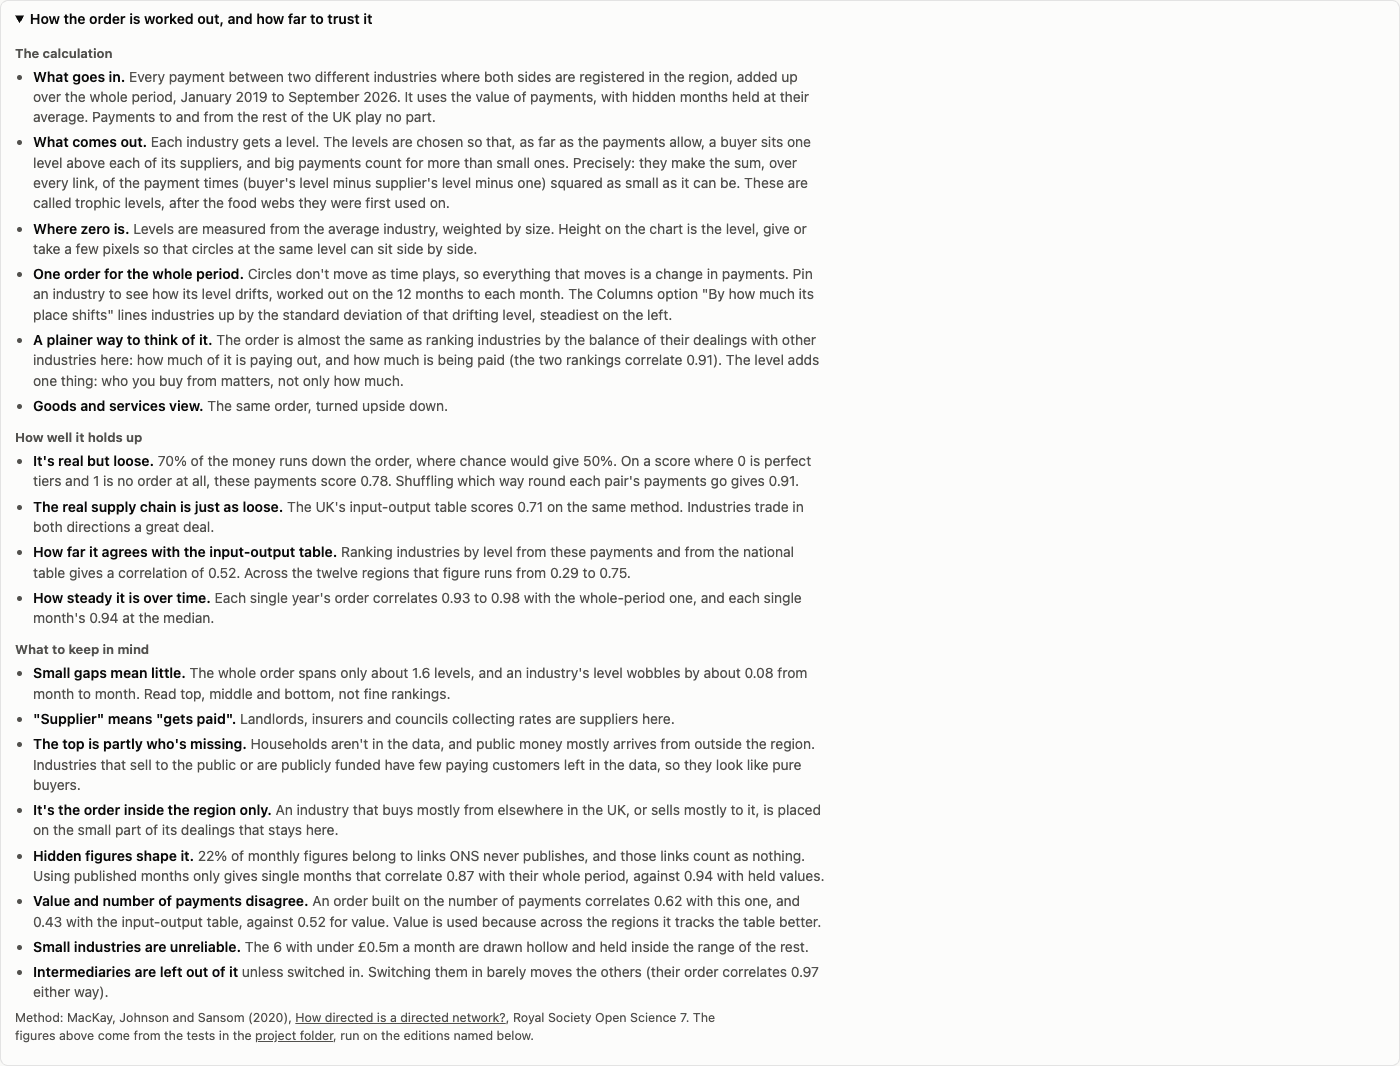 ▼ How the order is worked out, and how far to trust it
The calculation
• What goes in. Every payment between two different industries where both sides are registered in the region, added up
over the whole period, January 2019 to September 2026. It uses the value of payments, with hidden months held at their
average. Payments to and from the rest of the UK play no part.
• What comes out. Each industry gets a level. The levels are chosen so that, as far as the payments allow, a buyer sits one
level above each of its suppliers, and big payments count for more than small ones. Precisely: they make the sum, over
every link, of the payment times (buyer's level minus supplier's level minus one) squared as small as it can be. These are
called trophic levels, after the food webs they were first used on.
• Where zero is. Levels are measured from the average industry, weighted by size. Height on the chart is the level, give or
take a few pixels so that circles at the same level can sit side by side.
• One order for the whole period. Circles don't move as time plays, so everything that moves is a change in payments. Pin
an industry to see how its level drifts, worked out on the 12 months to each month. The Columns option "By how much its
place shifts" lines industries up by the standard deviation of that drifting level, steadiest on the left.
• A plainer way to think of it. The order is almost the same as ranking industries by the balance of their dealings with other
industries here: how much of it is paying out, and how much is being paid (the two rankings correlate 0.91). The level adds
one thing: who you buy from matters, not only how much.
• Goods and services view. The same order, turned upside down.
How well it holds up
• It's real but loose. 70% of the money runs down the order, where chance would give 50%. On a score where 0 is perfect
tiers and 1 is no order at all, these payments score 0.78. Shuffling which way round each pair's payments go gives 0.91.
• The real supply chain is just as loose. The UK's input-output table scores 0.71 on the same method. Industries trade in
both directions a great deal.
• How far it agrees with the input-output table. Ranking industries by level from these payments and from the national
table gives a correlation of 0.52. Across the twelve regions that figure runs from 0.29 to 0.75.
• How steady it is over time. Each single year's order correlates 0.93 to 0.98 with the whole-period one, and each single
month's 0.94 at the median.
What to keep in mind
• Small gaps mean little. The whole order spans only about 1.6 levels, and an industry's level wobbles by about 0.08 from
month to month. Read top, middle and bottom, not fine rankings.
• "Supplier" means "gets paid". Landlords, insurers and councils collecting rates are suppliers here.
• The top is partly who's missing. Households aren't in the data, and public money mostly arrives from outside the region.
Industries that sell to the public or are publicly funded have few paying customers left in the data, so they look like pure
buyers.
• It's the order inside the region only. An industry that buys mostly from elsewhere in the UK, or sells mostly to it, is placed
on the small part of its dealings that stays here.
• Hidden figures shape it. 22% of monthly figures belong to links ONS never publishes, and those links count as nothing.
Using published months only gives single months that correlate 0.87 with their whole period, against 0.94 with held values.
• Value and number of payments disagree. An order built on the number of payments correlates 0.62 with this one, and
0.43 with the input-output table, against 0.52 for value. Value is used because across the regions it tracks the table better.
• Small industries are unreliable. The 6 with under £0.5m a month are drawn hollow and held inside the range of the rest.
• Intermediaries are left out of it unless switched in. Switching them in barely moves the others (their order correlates 0.97
either way).
Method: MacKay, Johnson and Sansom (2020), How directed is a directed network?, Royal Society Open Science 7. The
figures above come from the tests in the project folder, run on the editions named below.